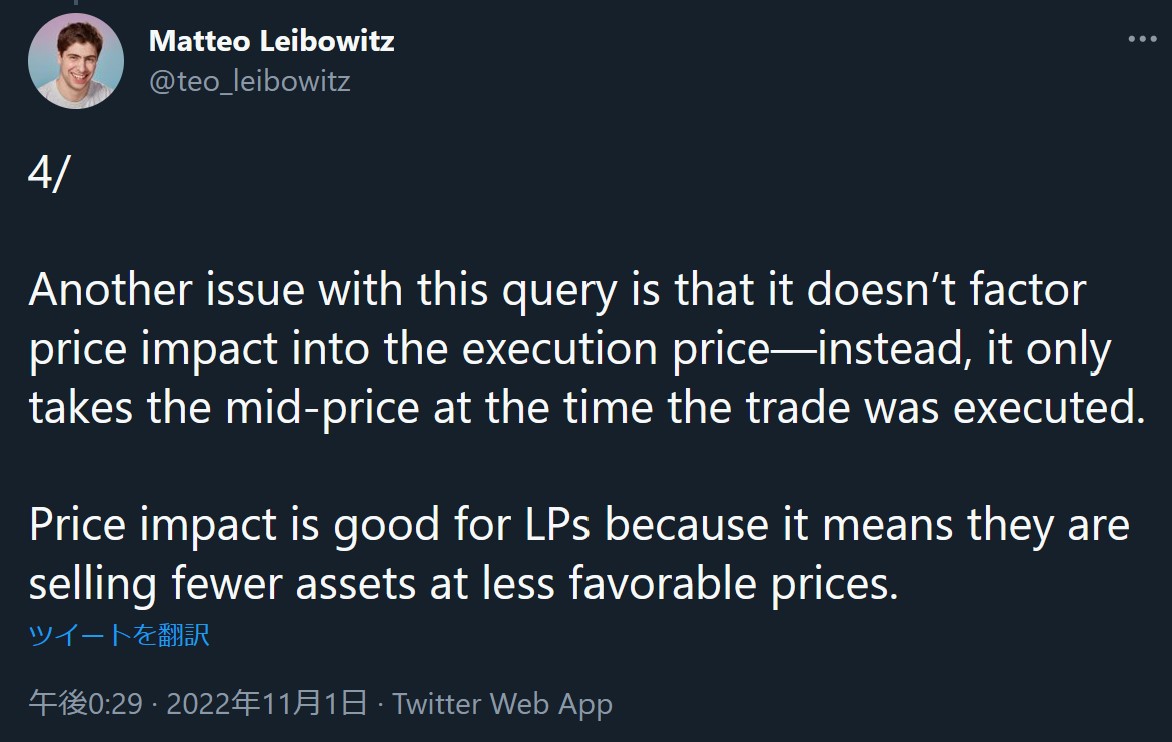 Matteo Leibowitz
@teo_leibowitz
4/
Another issue with this query is that it doesn’t factor
price impact into the execution price—instead, it only
takes the mid-price at the time the trade was executed.
Price impact is good for LPs because it means they are
selling fewer assets at less favorable prices.
ツイートを翻訳
午後0:29 · 2022年11月1日 · Twitter Web App